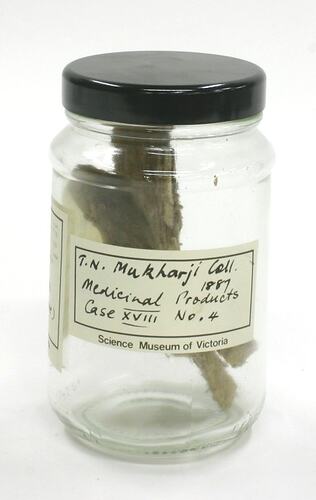 T.N. Mukharji Coll.
1887
Medicinal Products
Case XVIII No. 4
Science Museum of Victoria